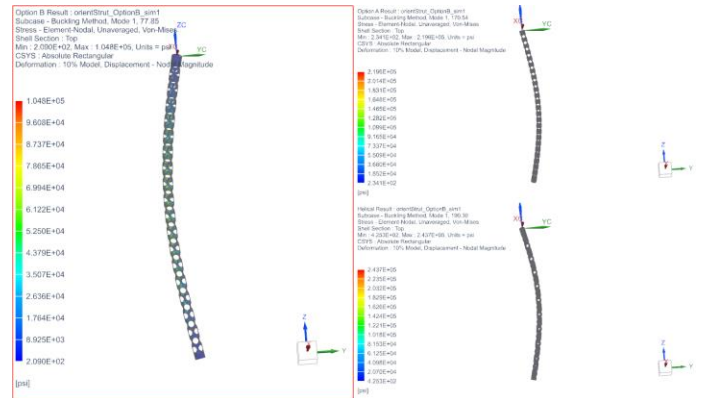 Option B Result : orientStrut_OptionB_sim1
Subcase - Buckling Method, Mode 1, 77.85
Stress - Element-Nodal, Unaveraged, Von-Mises
Shell Section : Top
Min : 2.090E+02, Max : 1.048E+05, Units = psi
CSYS : Absolute Rectangular
Deformation : 10% Model, Displacement - Nodal Magnitude
ZC
YC
1.048E+05
9.608E+04
8.737E+04
7.865E+04
6.994E+04
6.122E+04
5.250E+04
4.379E+04
3.507E+04
2.636E+04
1.764E+04
8.925E+03
2.090E+02
[psi]
Z
Y
Option A Result : orientStrut_OptionB_sim1
Subcase - Buckling Method, Mode 1, 179.54
Stress - Element-Nodal, Unaveraged, Von-Mises
Shell Section : Top
Min : 2.341E+02, Max : 2.196E+05, Units = psi
CSYS : Absolute Rectangular
Deformation : 10% Model, Displacement - Nodal Magnitude
YC
2.196E+05
2.014E+05
1.831E+05
1.648E+05
1.465E+05
1.282E+05
1.099E+05
9.165E+04
7.337E+04
5.509E+04
3.680E+04
1.852E+04
2.341E+02
[psi]
Z
Y
Helical Result : orientStrut_OptionB_sim1
Subcase - Buckling Method, Mode 1, 190.30
Stress - Element-Nodal, Unaveraged, Von-Mises
Shell Section : Top
Min : 4.283E+02, Max : 2.437E+05, Units = psi
CSYS : Absolute Rectangular
Deformation : 10% Model, Displacement - Nodal Magnitude
YC
2.437E+05
2.235E+05
2.032E+05
1.829E+05
1.626E+05
1.424E+05
1.221E+05
1.018E+05
8.153E+04
6.125E+04
4.098E+04
2.070E+04
4.283E+02
[psi]
Z
Y